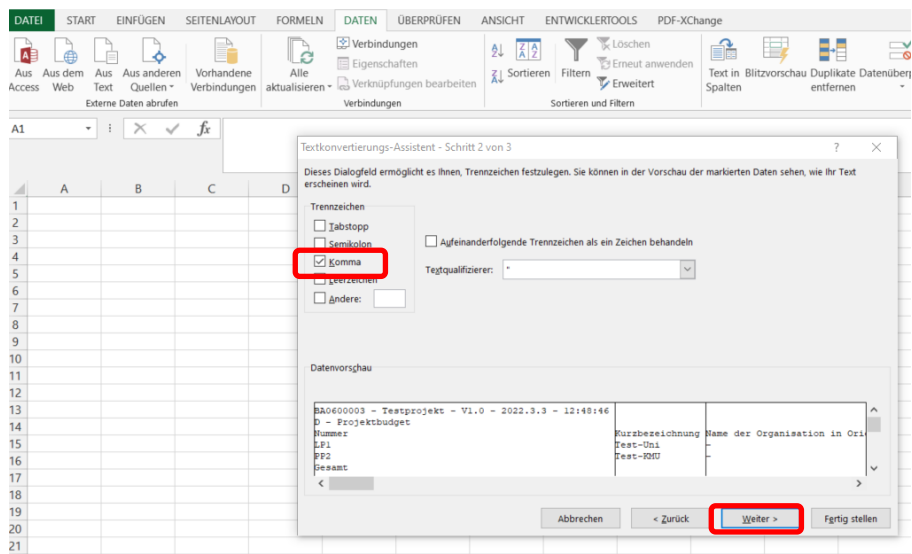 DATEI START EINFÜGEN SEITENLAYOUT FORMELN DATEN ÜBERPRÜFEN ANSICHT ENTWICKLERTOOLS PDF-XChange
Aus Access
Aus dem Web
Aus Text
Aus anderen Quellen
Vorhandene Verbindungen
Externe Daten abrufen
Alle aktualisieren
Verbindungen
Eigenschaften
Verknüpfungen bearbeiten
Verbindungen
Sortieren
Filtern
Löschen
Erneut anwenden
Erweitert
Sortieren und Filtern
Text in Spalten
Blitzvorschau
Duplikate entfernen
Datenüber
A1
fx
A B C D
1
2
3
4
5
6
7
8
9
10
11
12
13
14
15
16
17
18
19
20
21
Textkonvertierungs-Assistent - Schritt 2 von 3
Dieses Dialogfeld ermöglicht es Ihnen, Trennzeichen festzulegen. Sie können in der Vorschau der markierten Daten sehen, wie Ihr Text
erscheinen wird.
Trennzeichen
Tabstopp
Semikolon
Komma
Leerzeichen
Andere:
Aufeinanderfolgende Trennzeichen als ein Zeichen behandeln
Textqualifizierer: "
Datenvorschau
BA0600003 - Testprojekt - V1.0 - 2022.3.3 - 12:48:46
D - Projektbudget
Nummer Kurzbezeichnung Name der Organisation in Ori
LP1 Test-Uni -
PP2 Test-KMU -
Gesamt
Abbrechen < Zurück Weiter > Fertig stellen